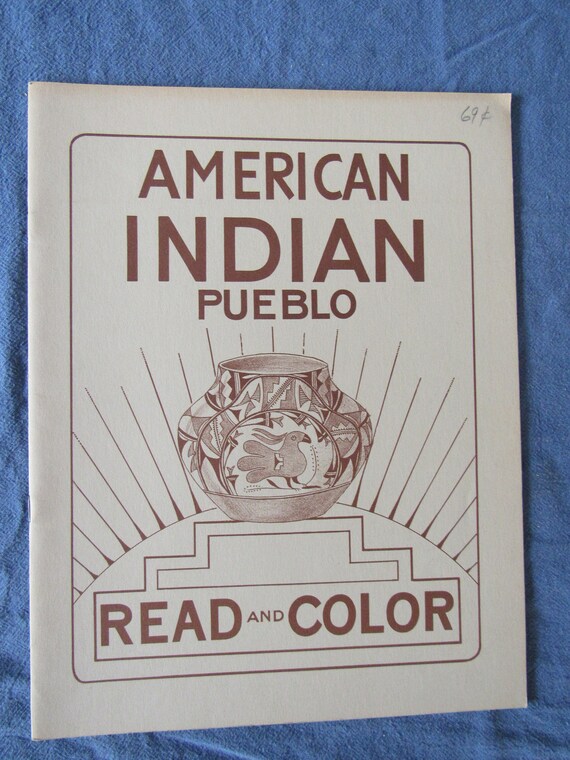 69¢
AMERICAN
INDIAN
PUEBLO
READ AND COLOR